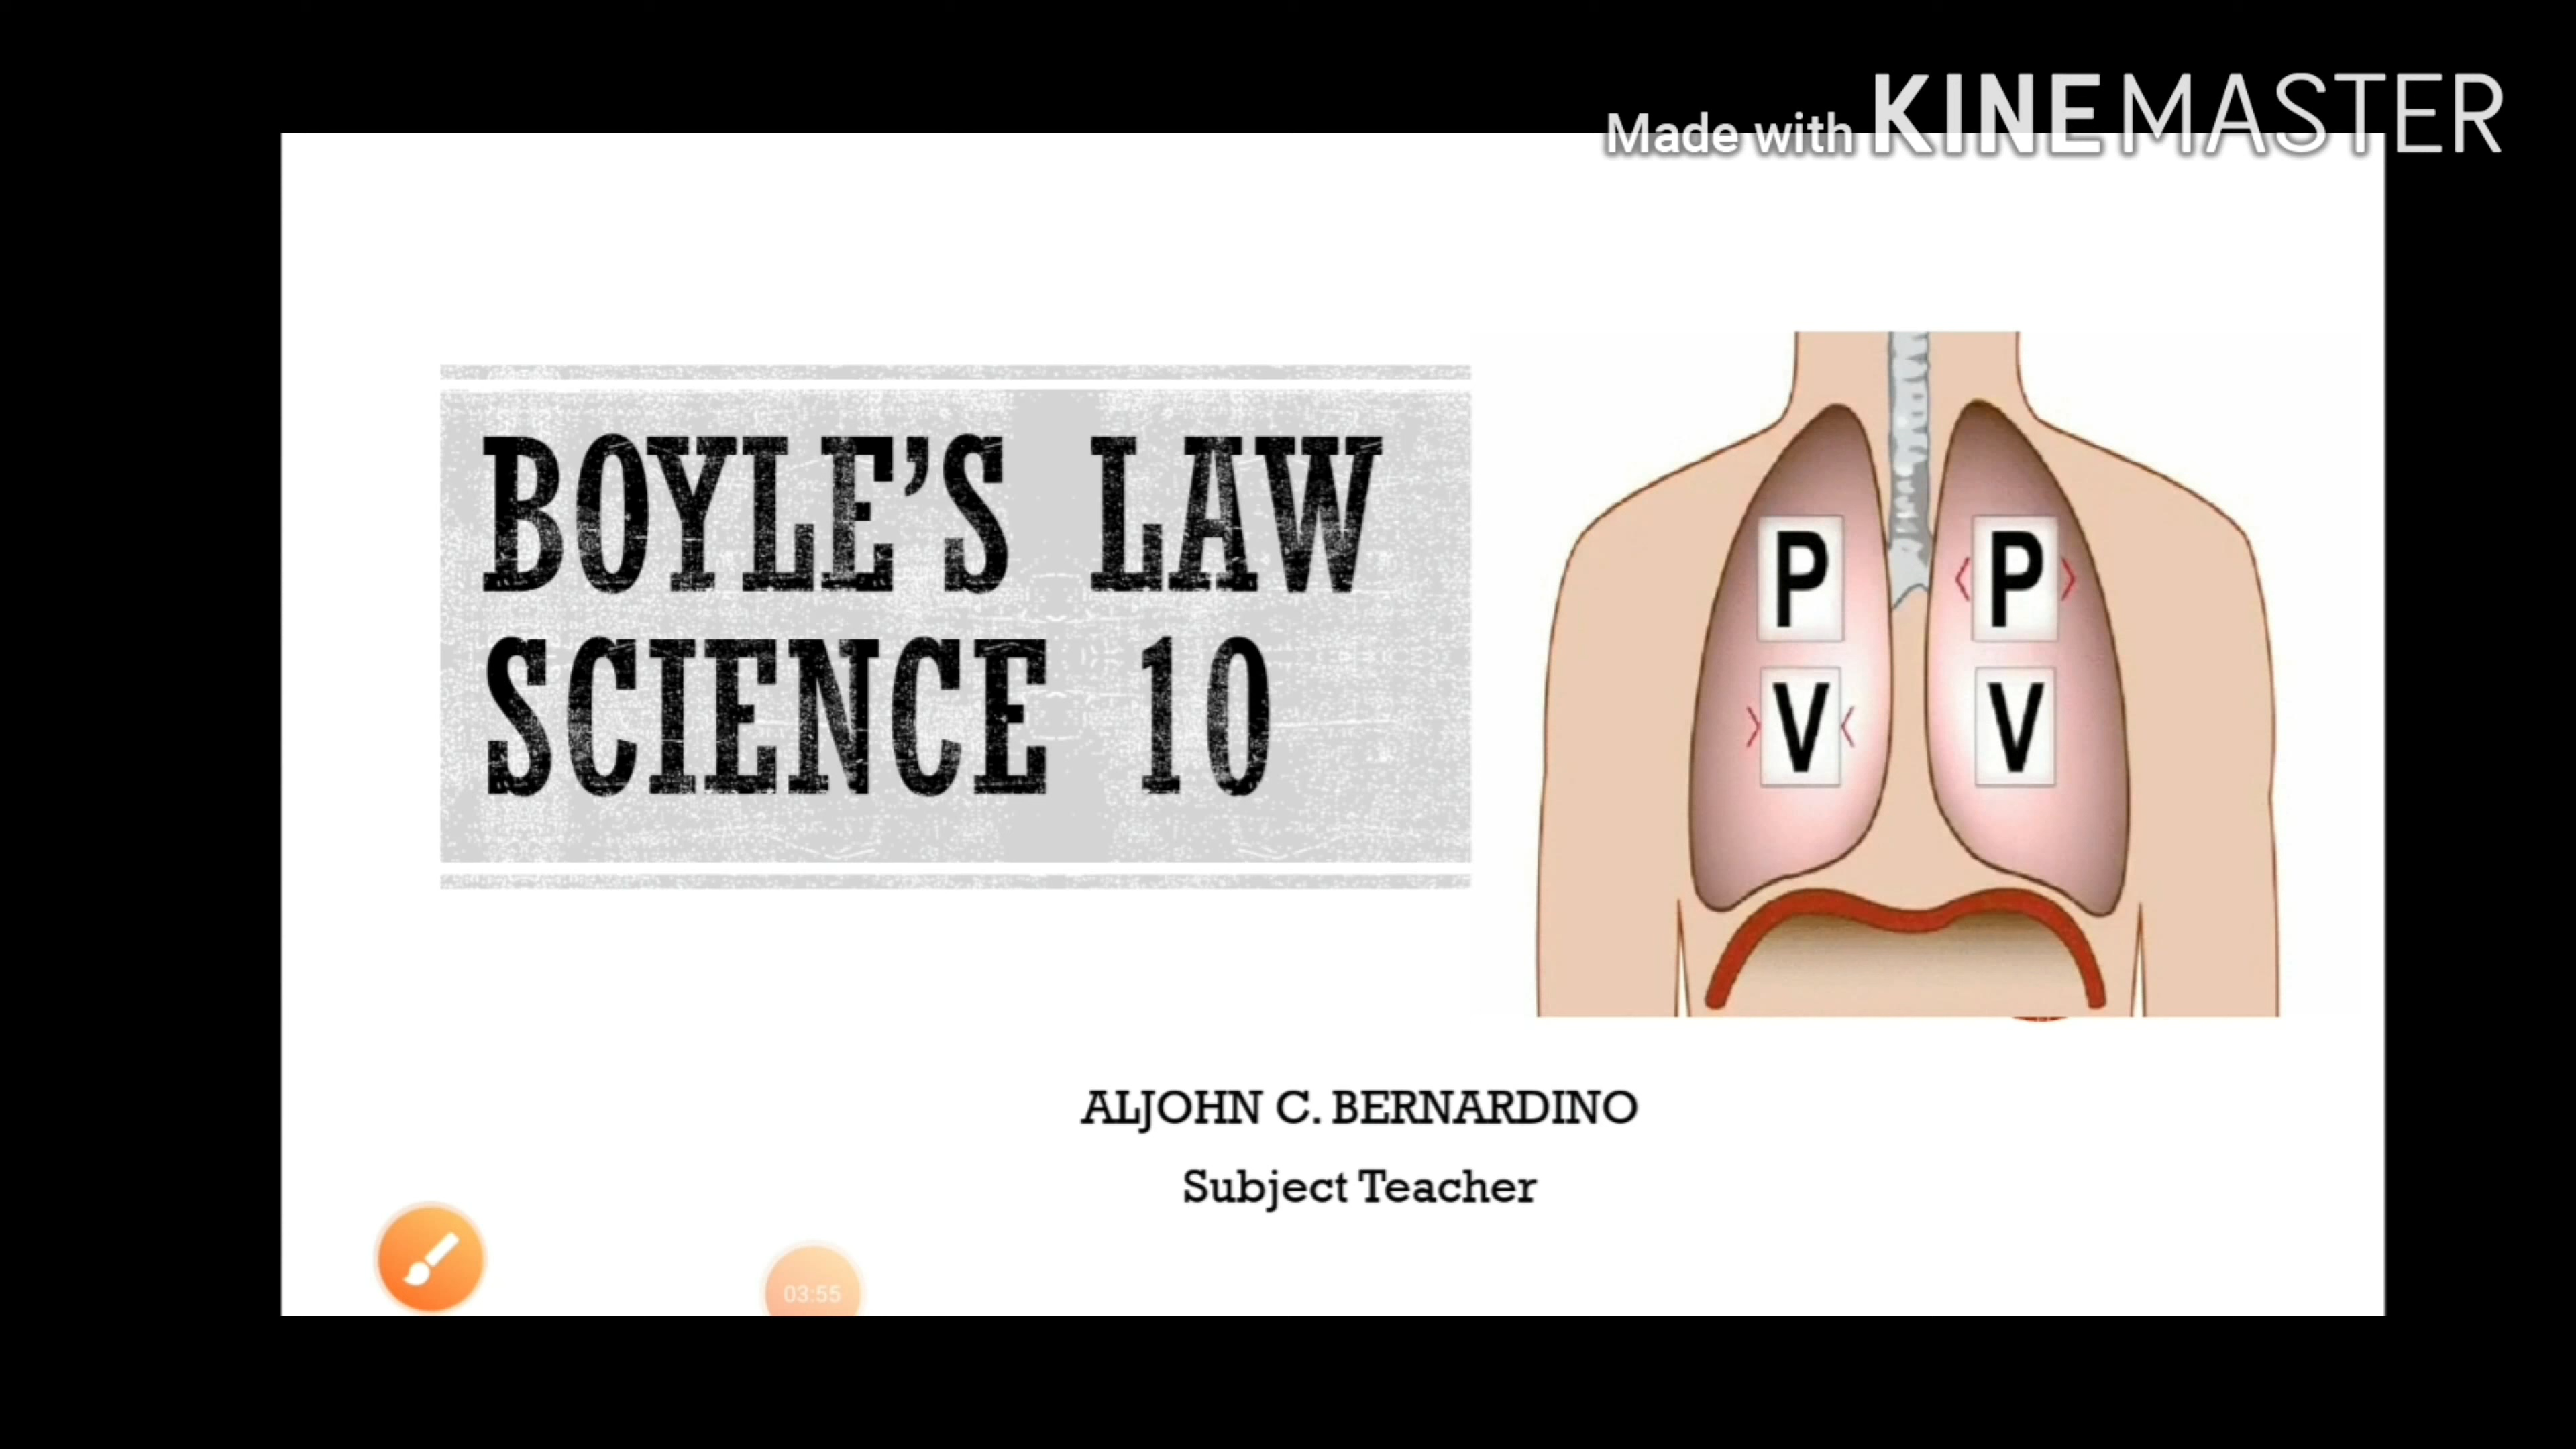 Made with KINEMASTER
BOYLE'S LAW
SCIENCE 10
P
P
V
V
ALJOHN C. BERNARDINO
Subject Teacher
03:55